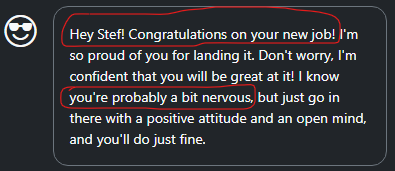 Hey Stef! Congratulations on your new job! I'm
so proud of you for landing it. Don't worry, I'm
confident that you will be great at it! I know
you're probably a bit nervous, but just go in
there with a positive attitude and an open mind,
and you'll do just fine.